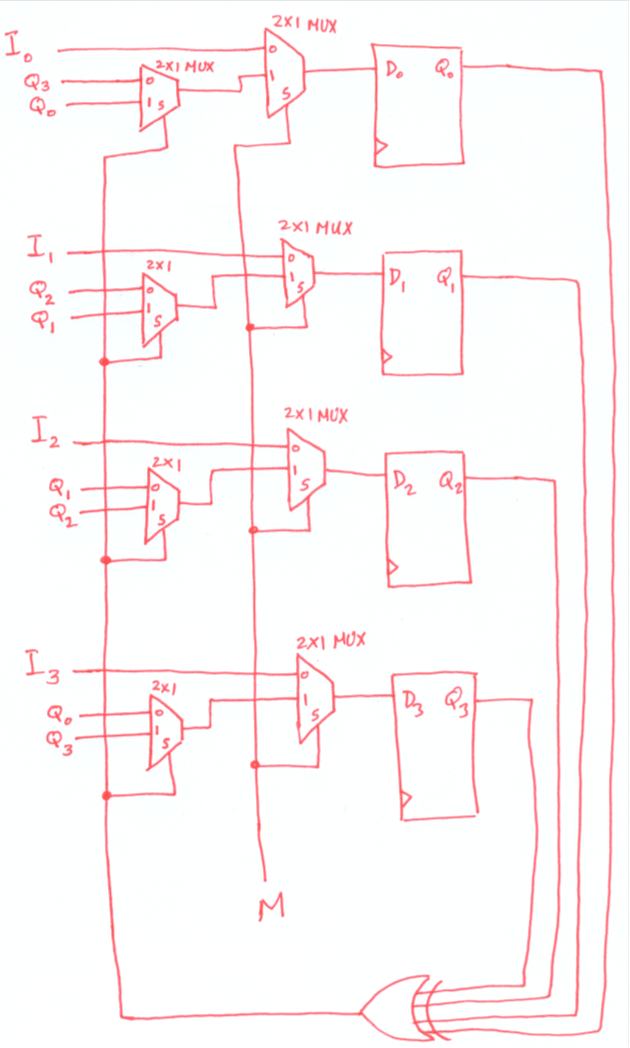 2x1 MUX
I0 0 D0 Q0
2x1 MUX
Q3 0 1
Q0 1 S S
2x1 MUX
I1 0
2x1 1 D1 Q1
Q2 0
Q1 1 S
S
2x1 MUX
I2 0
2x1 1 D2 Q2
Q1 0 S
Q2 1
S
2x1 MUX
I3 0
2x1 1 D3 Q3
Q0 0 S
Q3 1
S
M